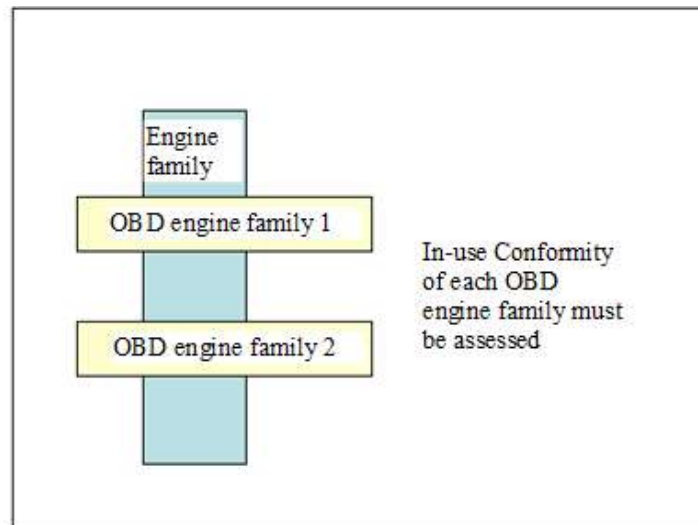 Engine
family
OBD engine family 1
OBD engine family 2
In-use Conformity
of each OBD
engine family must
be assessed